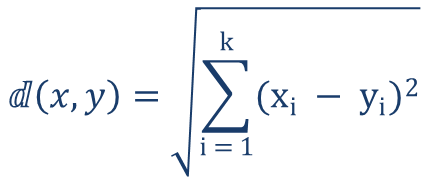 𝕕(x, y) = √(∑_{i = 1}^{k} (x_i − y_i)²)